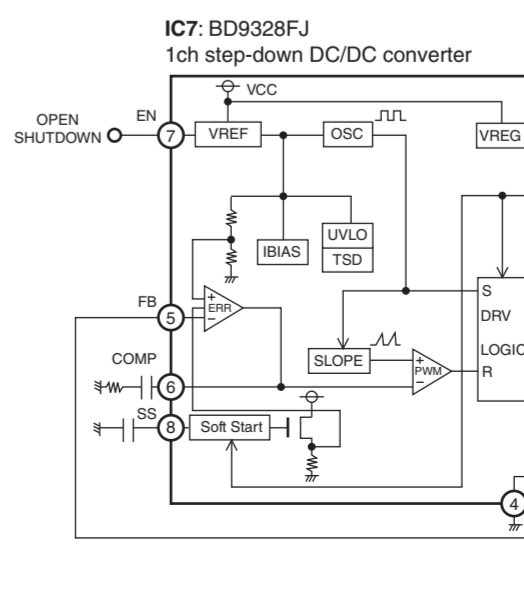 IC7: BD9328FJ
1ch step-down DC/DC converter
VCC
OPEN
SHUTDOWN
EN
7
VREF
OSC
VREG
UVLO
TSD
IBIAS
FB
5
+
ERR
−
S
DRV
LOGIC
R
COMP
6
SLOPE
+
PWM
−
SS
8
Soft Start
4